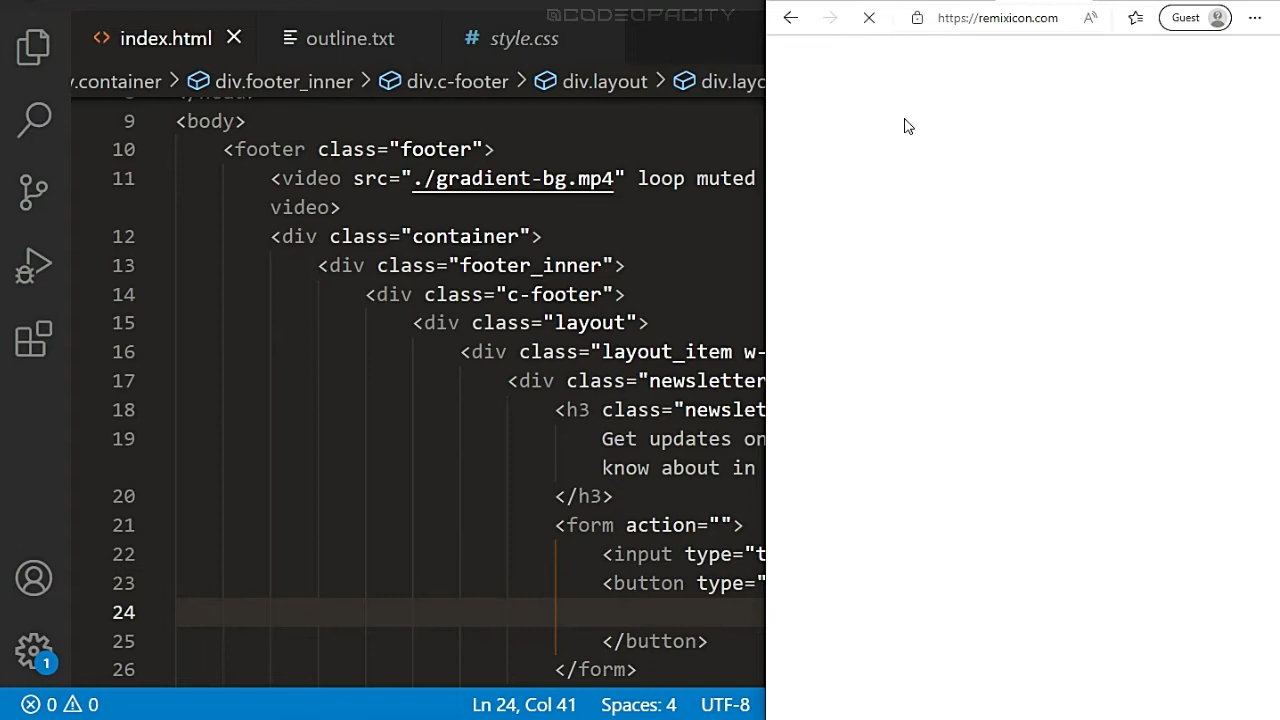 @CODEOPACITY
index.html
outline.txt
# style.css
.container > div.footer_inner > div.c-footer > div.layout > div.layo
9 <body>
10 <footer class="footer">
11 <video src="./gradient-bg.mp4" loop muted
video>
12 <div class="container">
13 <div class="footer_inner">
14 <div class="c-footer">
15 <div class="layout">
16 <div class="layout_item w-
17 <div class="newsletter
18 <h3 class="newslet
19 Get updates on
know about in
20 </h3>
21 <form action="">
22 <input type="t
23 <button type="
24
25 </button>
26 </form>
1
0 0
Ln 24, Col 41 Spaces: 4 UTF-8
https://remixicon.com
Guest